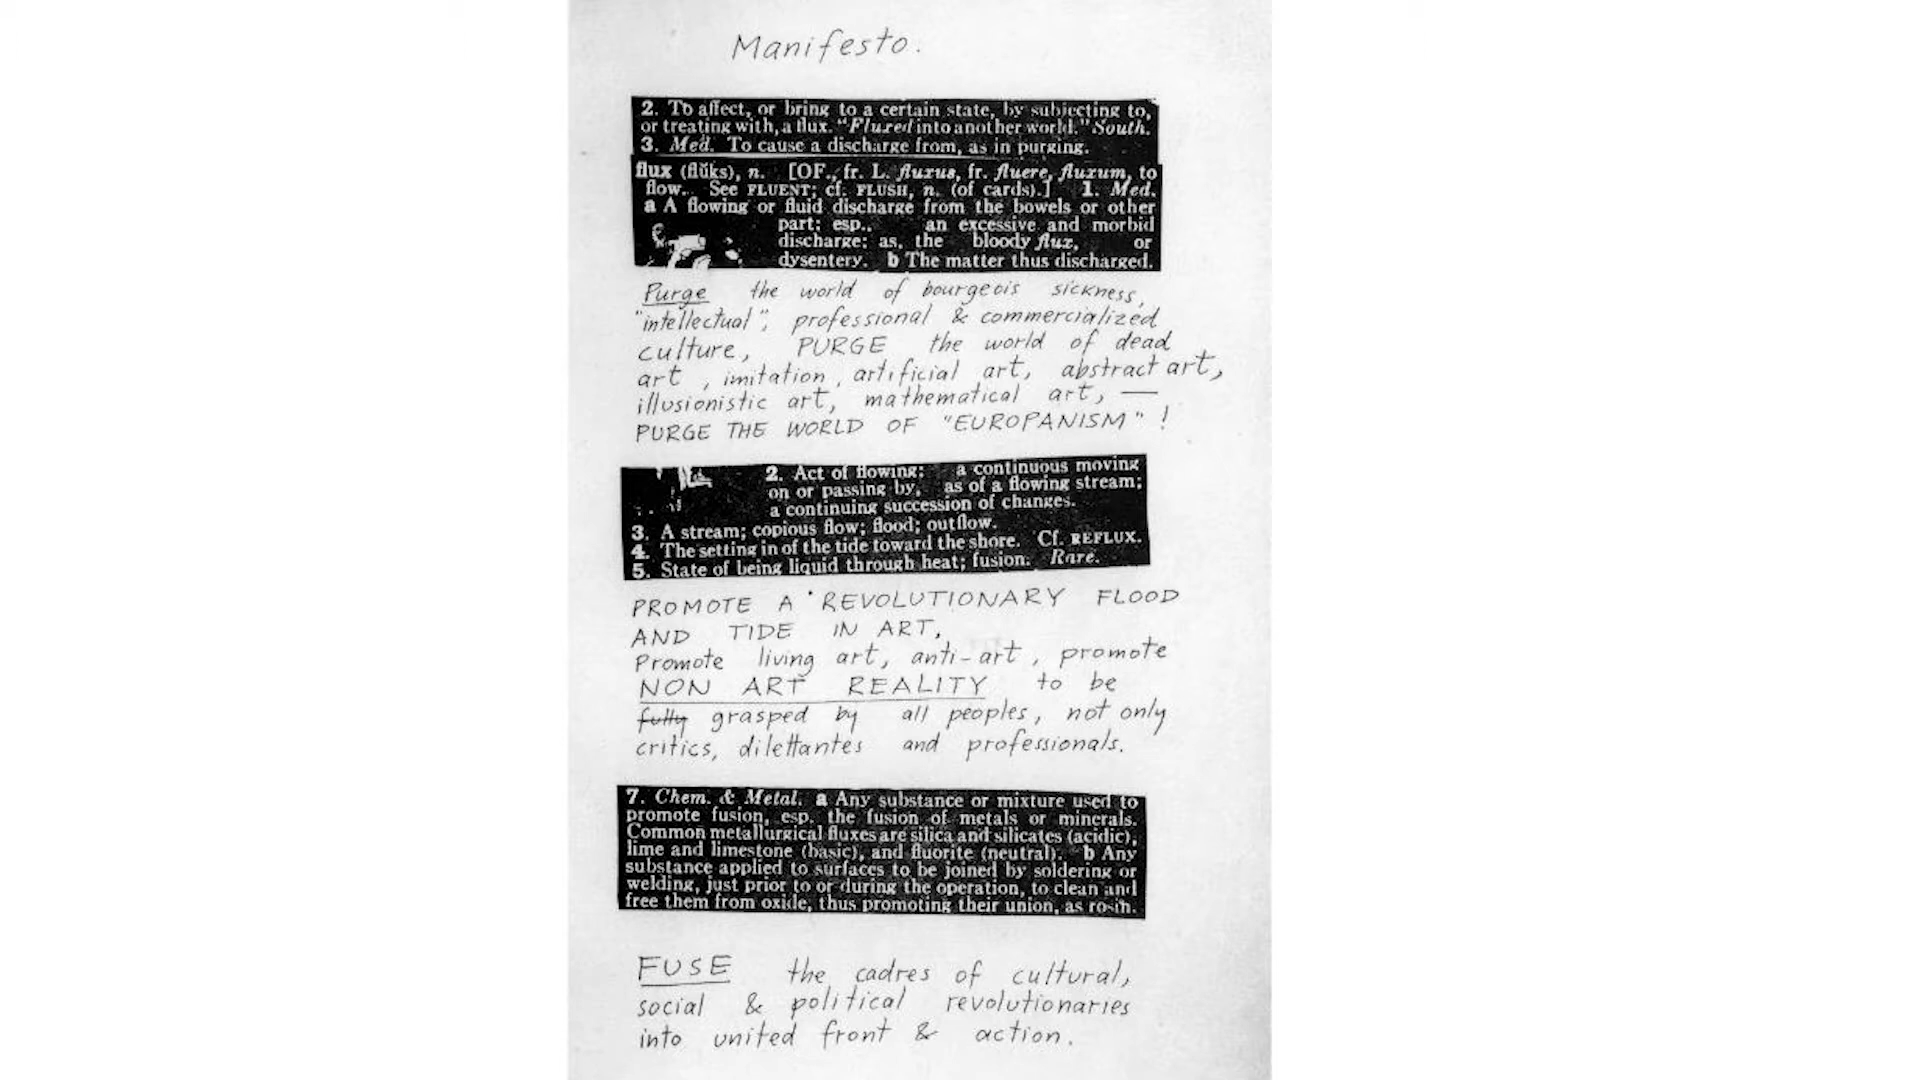 Manifesto.
2. To affect, or bring to a certain state, by subjecting to,
or treating with, a flux. "Fluxed into another world." South.
3. Med. To cause a discharge from, as in purging.
flux (flŭks), n. [OF., fr. L. fluxus, fr. fluere, fluxum, to
flow. See FLUENT; cf. FLUSH, n. (of cards).] 1. Med.
a A flowing or fluid discharge from the bowels or other
part: esp., an excessive and morbid
discharge: as, the bloody flux, or
dysentery. b The matter thus discharged.
Purge the world of bourgeois sickness,
"intellectual", professional & commercialized
culture, PURGE the world of dead
art, imitation, artificial art, abstract art,
illusionistic art, mathematical art, —
PURGE THE WORLD OF "EUROPANISM"!
2. Act of flowing: a continuous moving
on or passing by, as of a flowing stream;
a continuing succession of changes.
3. A stream; copious flow; flood; outflow.
4. The setting in of the tide toward the shore. Cf. REFLUX.
5. State of being liquid through heat; fusion. Rare.
PROMOTE A REVOLUTIONARY FLOOD
AND TIDE IN ART,
Promote living art, anti-art, promote
NON ART REALITY to be
fully grasped by all peoples, not only
critics, dilettantes and professionals.
7. Chem. & Metal. a Any substance or mixture used to
promote fusion, esp. the fusion of metals or minerals.
Common metallurgical fluxes are silica and silicates (acidic),
lime and limestone (basic), and fluorite (neutral). b Any
substance applied to surfaces to be joined by soldering or
welding, just prior to or during the operation, to clean and
free them from oxide, thus promoting their union, as rosin.
FUSE the cadres of cultural,
social & political revolutionaries
into united front & action.